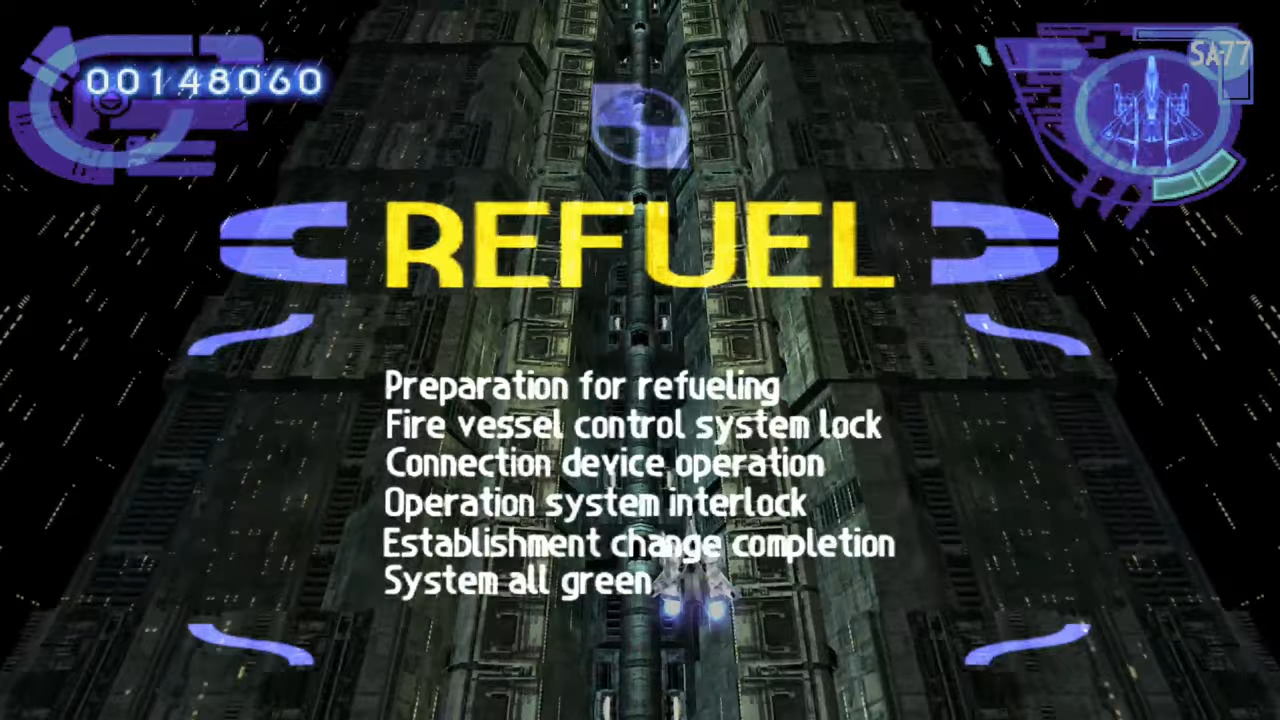 00148060
SA77
REFUEL
Preparation for refueling
Fire vessel control system lock
Connection device operation
Operation system interlock
Establishment change completion
System all green